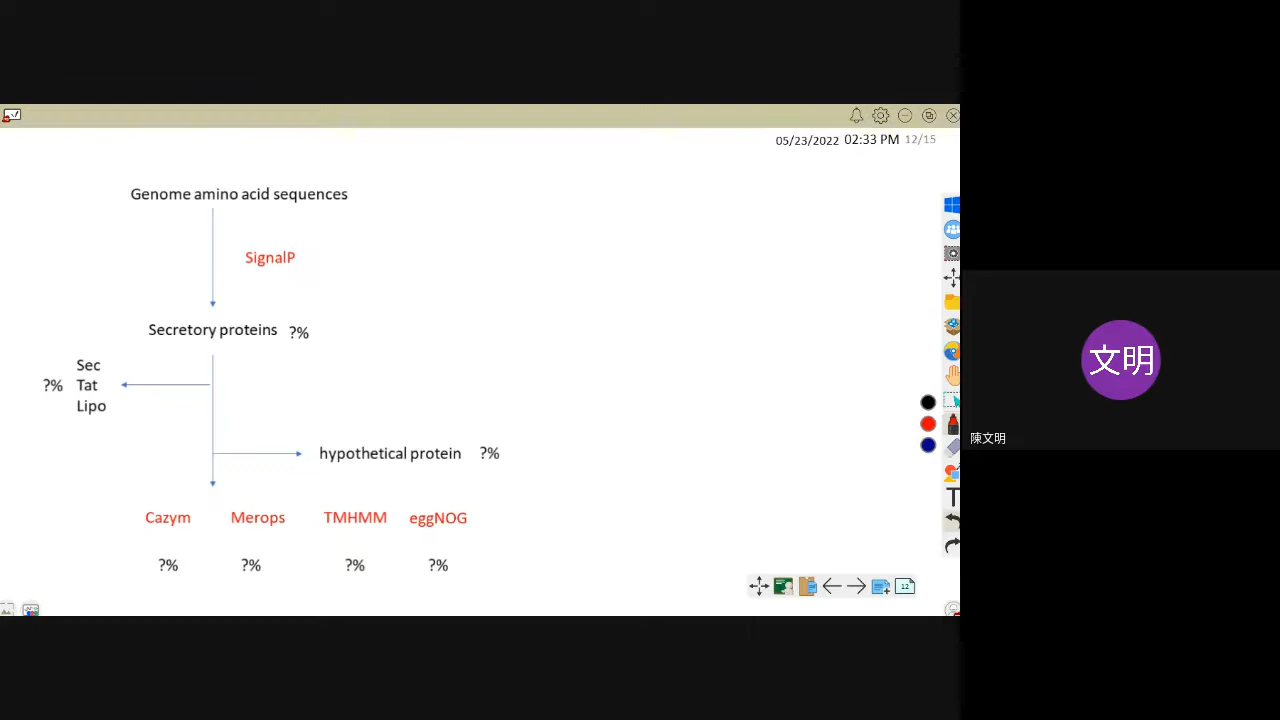 05/23/2022 02:33 PM 12/15
Genome amino acid sequences
SignalP
Secretory proteins ?%
Sec
?% Tat
Lipo
hypothetical protein ?%
Cazym Merops TMHMM eggNOG
?% ?% ?% ?%
12
文明
陳文明